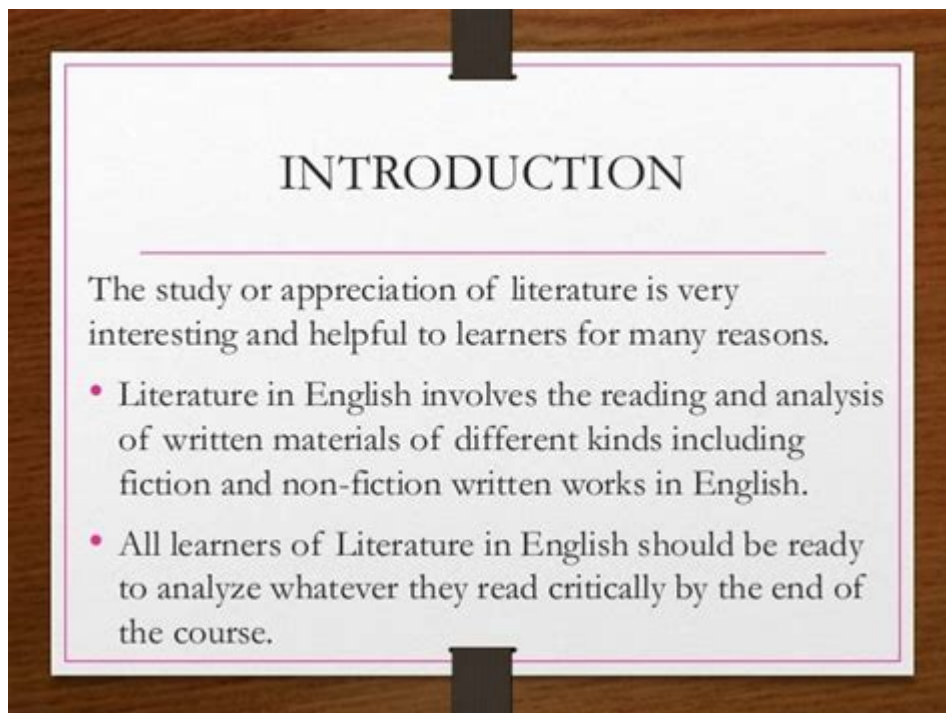 INTRODUCTION
The study or appreciation of literature is very
interesting and helpful to learners for many reasons.
• Literature in English involves the reading and analysis
of written materials of different kinds including
fiction and non-fiction written works in English.
• All learners of Literature in English should be ready
to analyze whatever they read critically by the end of
the course.